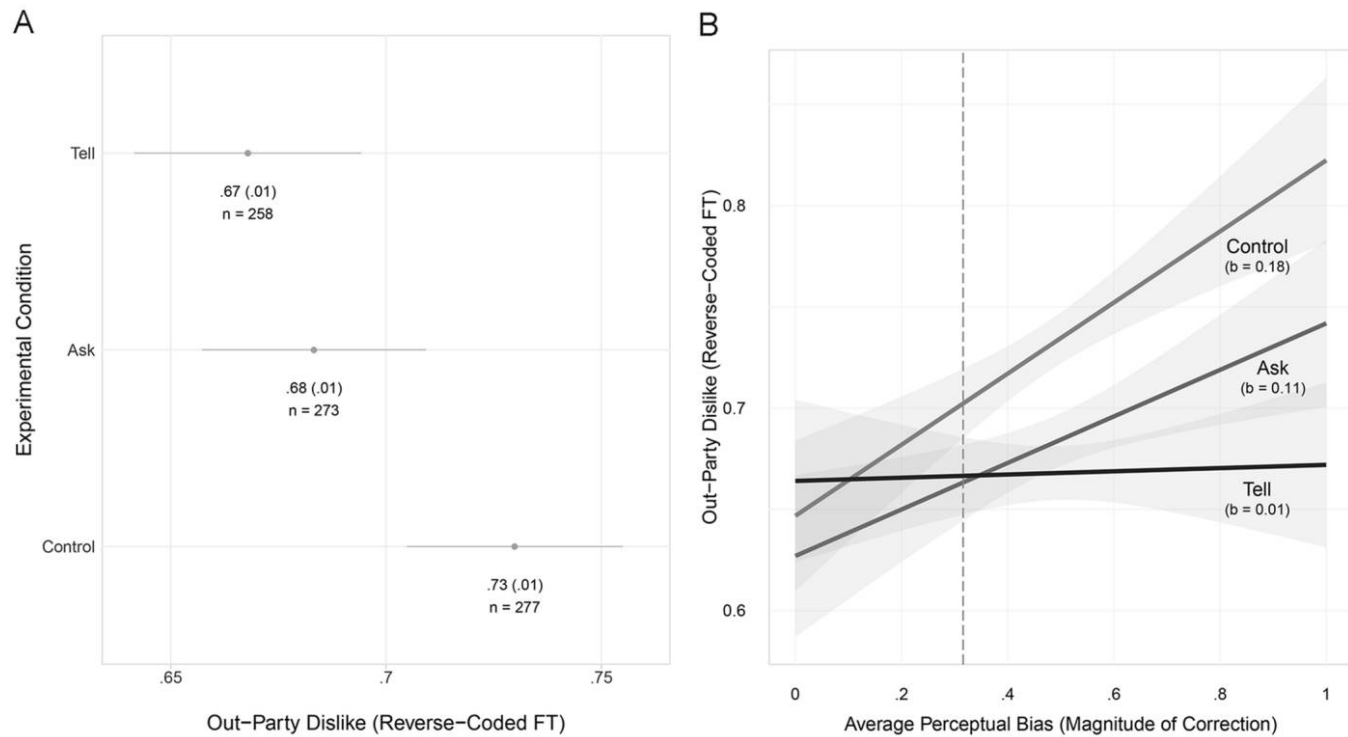 A
Experimental Condition
Tell
.67 (.01)
n = 258
Ask
.68 (.01)
n = 273
Control
.73 (.01)
n = 277
.65
.7
.75
Out−Party Dislike (Reverse−Coded FT)
B
Out−Party Dislike (Reverse−Coded FT)
0.8
0.7
0.6
Control
(b = 0.18)
Ask
(b = 0.11)
Tell
(b = 0.01)
0
.2
.4
.6
.8
1
Average Perceptual Bias (Magnitude of Correction)